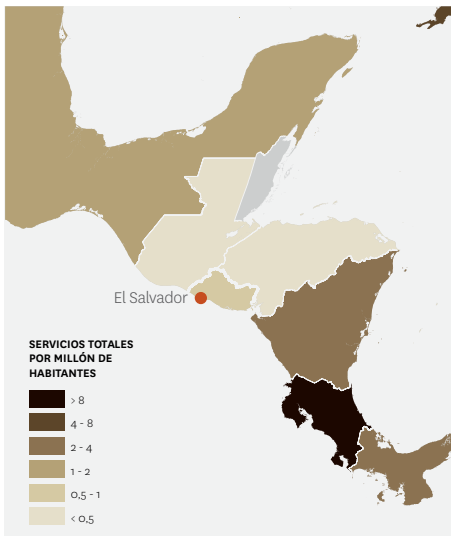 El Salvador
SERVICIOS TOTALES
POR MILLÓN DE
HABITANTES
> 8
4 - 8
2 - 4
1 - 2
0,5 - 1
< 0,5